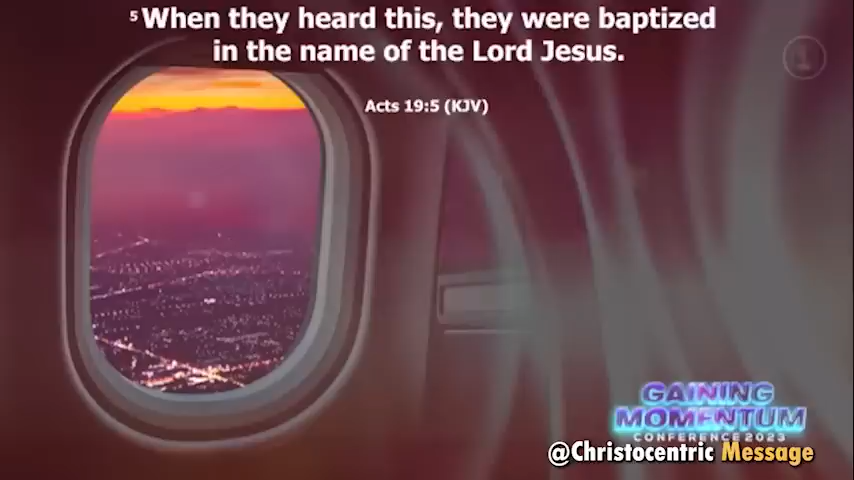 5 When they heard this, they were baptized
in the name of the Lord Jesus.
1
Acts 19:5 (KJV)
GAINING
MOMENTUM
CONFERENCE 2023
@Christocentric Message